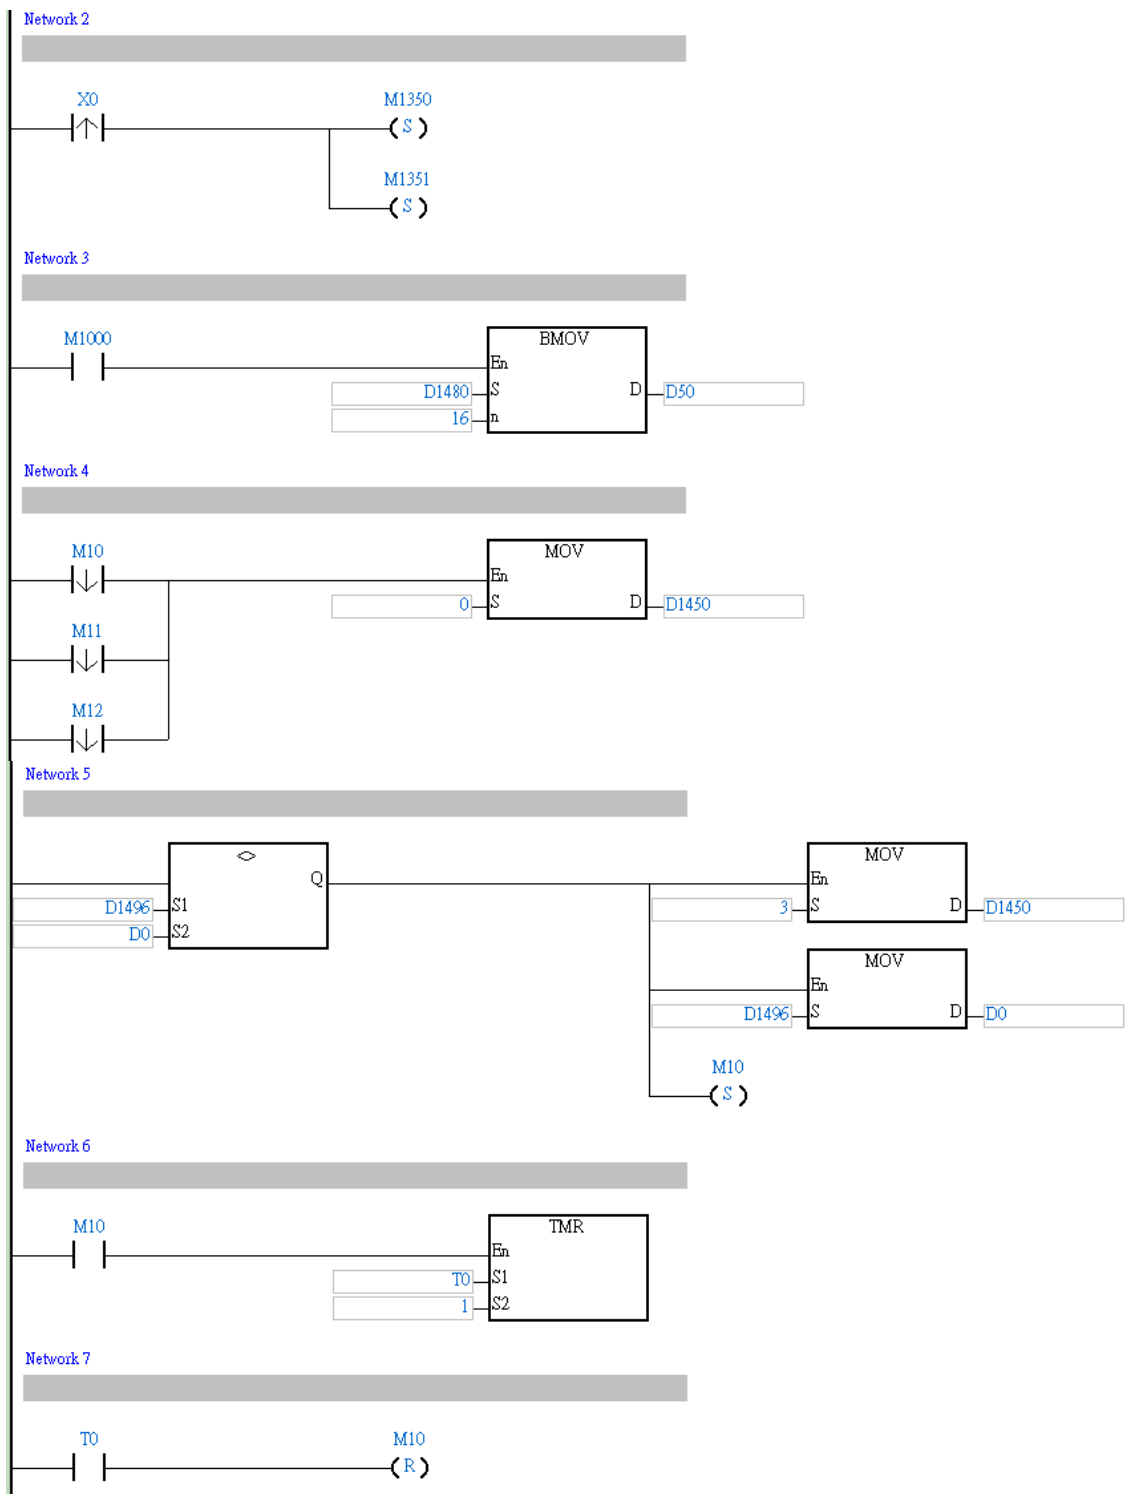 Network 2
X0 M1350
S
M1351
S
Network 3
M1000 BMOV
En
D1480 S D D50
16 n
Network 4
M10 MOV
En
0 S D D1450
M11
M12
Network 5
<> MOV
Q En
D1496 S1 3 S D D1450
D0 S2
MOV
En
D1496 S D D0
M10
S
Network 6
M10 TMR
En
T0 S1
1 S2
Network 7
T0 M10
R